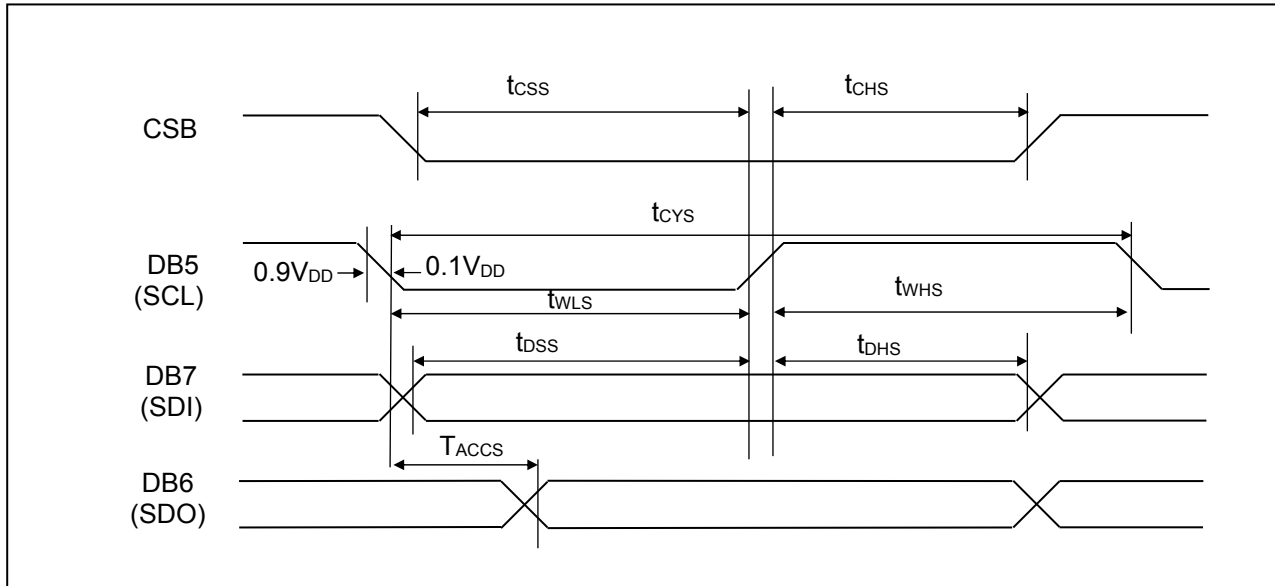 tCSS
tCHS
CSB
tCYS
DB5
(SCL)
0.9VDD
0.1VDD
tWLS
tWHS
tDSS
tDHS
DB7
(SDI)
TACCS
DB6
(SDO)